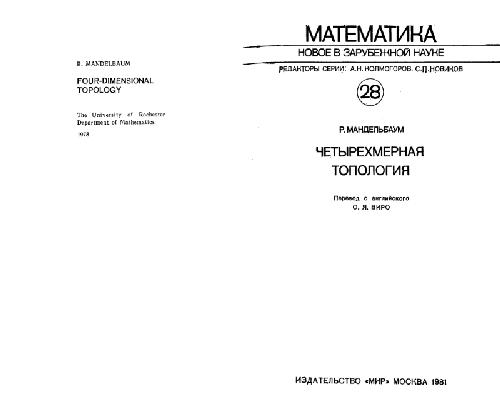 R. MANDELBAUM
FOUR-DIMENSIONAL
TOPOLOGY
The University of Rochester
Department of Mathematics
1978
МАТЕМАТИКА
НОВОЕ В ЗАРУБЕЖНОЙ НАУКЕ
РЕДАКТОРЫ СЕРИИ: А.Н. КОЛМОГОРОВ, С.П. НОВИКОВ
28
Р. МАНДЕЛЬБАУМ
ЧЕТЫРЕХМЕРНАЯ
ТОПОЛОГИЯ
Перевод с английского
О. Я. ВИРО
ИЗДАТЕЛЬСТВО «МИР» МОСКВА 1981